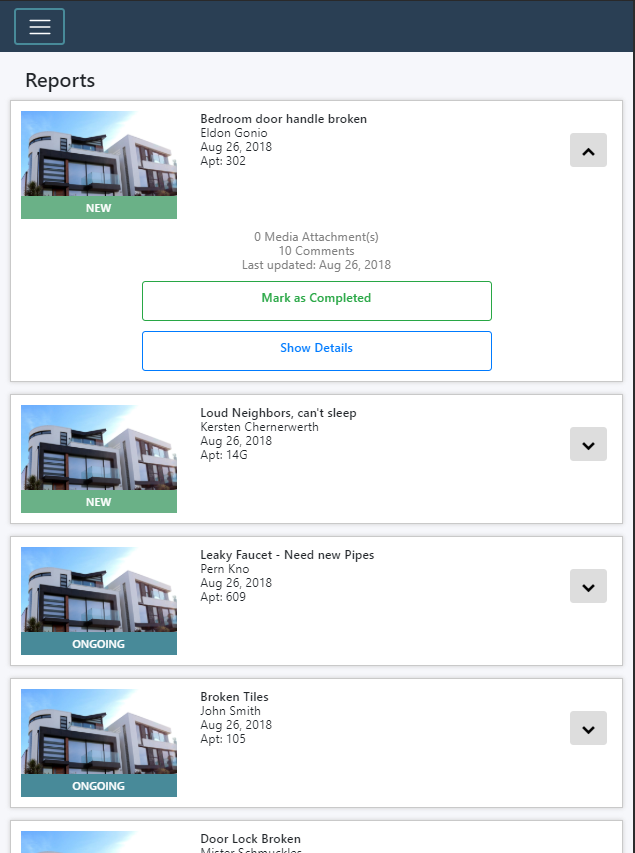 Reports
Bedroom door handle broken
Eldon Gonio
Aug 26, 2018
Apt: 302
NEW
0 Media Attachment(s)
10 Comments
Last updated: Aug 26, 2018
Mark as Completed
Show Details
Loud Neighbors, can't sleep
Kersten Chernerwerth
Aug 26, 2018
Apt: 14G
NEW
Leaky Faucet - Need new Pipes
Pern Kno
Aug 26, 2018
Apt: 609
ONGOING
Broken Tiles
John Smith
Aug 26, 2018
Apt: 105
ONGOING
Door Lock Broken
Mister Schmuckles